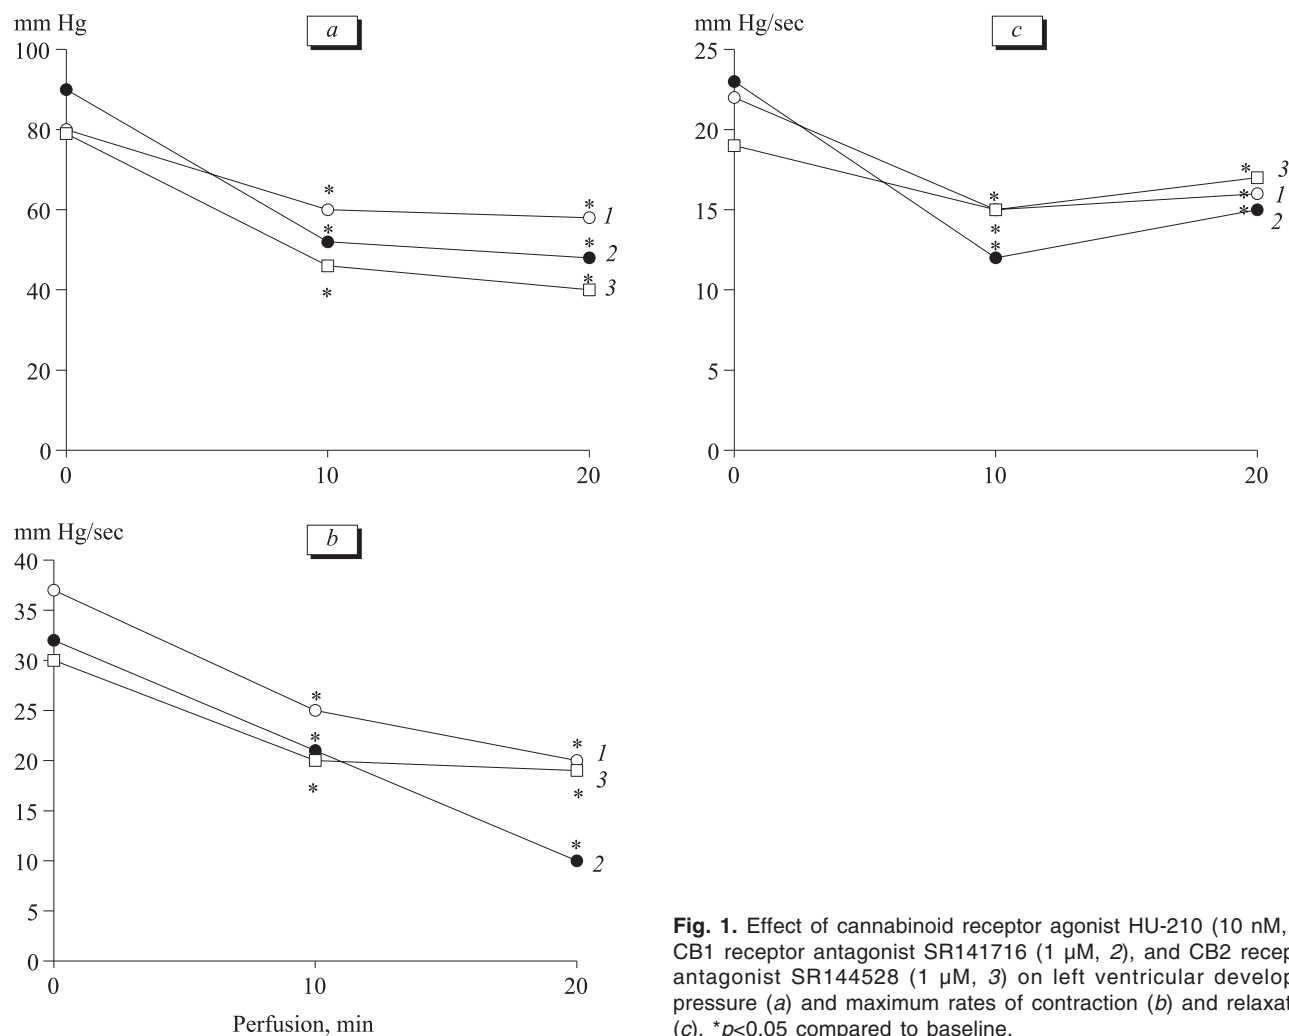 mm Hg
a
100
80
60
40
20
0
0 10 20
* *
* *
* *
1
2
3
mm Hg/sec
c
25
20
15
10
5
0
0 10 20
* *
* *
* *
3
1
2
mm Hg/sec
b
40
35
30
25
20
15
10
5
0
0 10 20
* *
* *
* *
1
3
2
Perfusion, min
Fig. 1. Effect of cannabinoid receptor agonist HU-210 (10 nM,
CB1 receptor antagonist SR141716 (1 μM, 2), and CB2 recep
antagonist SR144528 (1 μM, 3) on left ventricular develop
pressure (a) and maximum rates of contraction (b) and relaxat
(c). *p<0.05 compared to baseline.